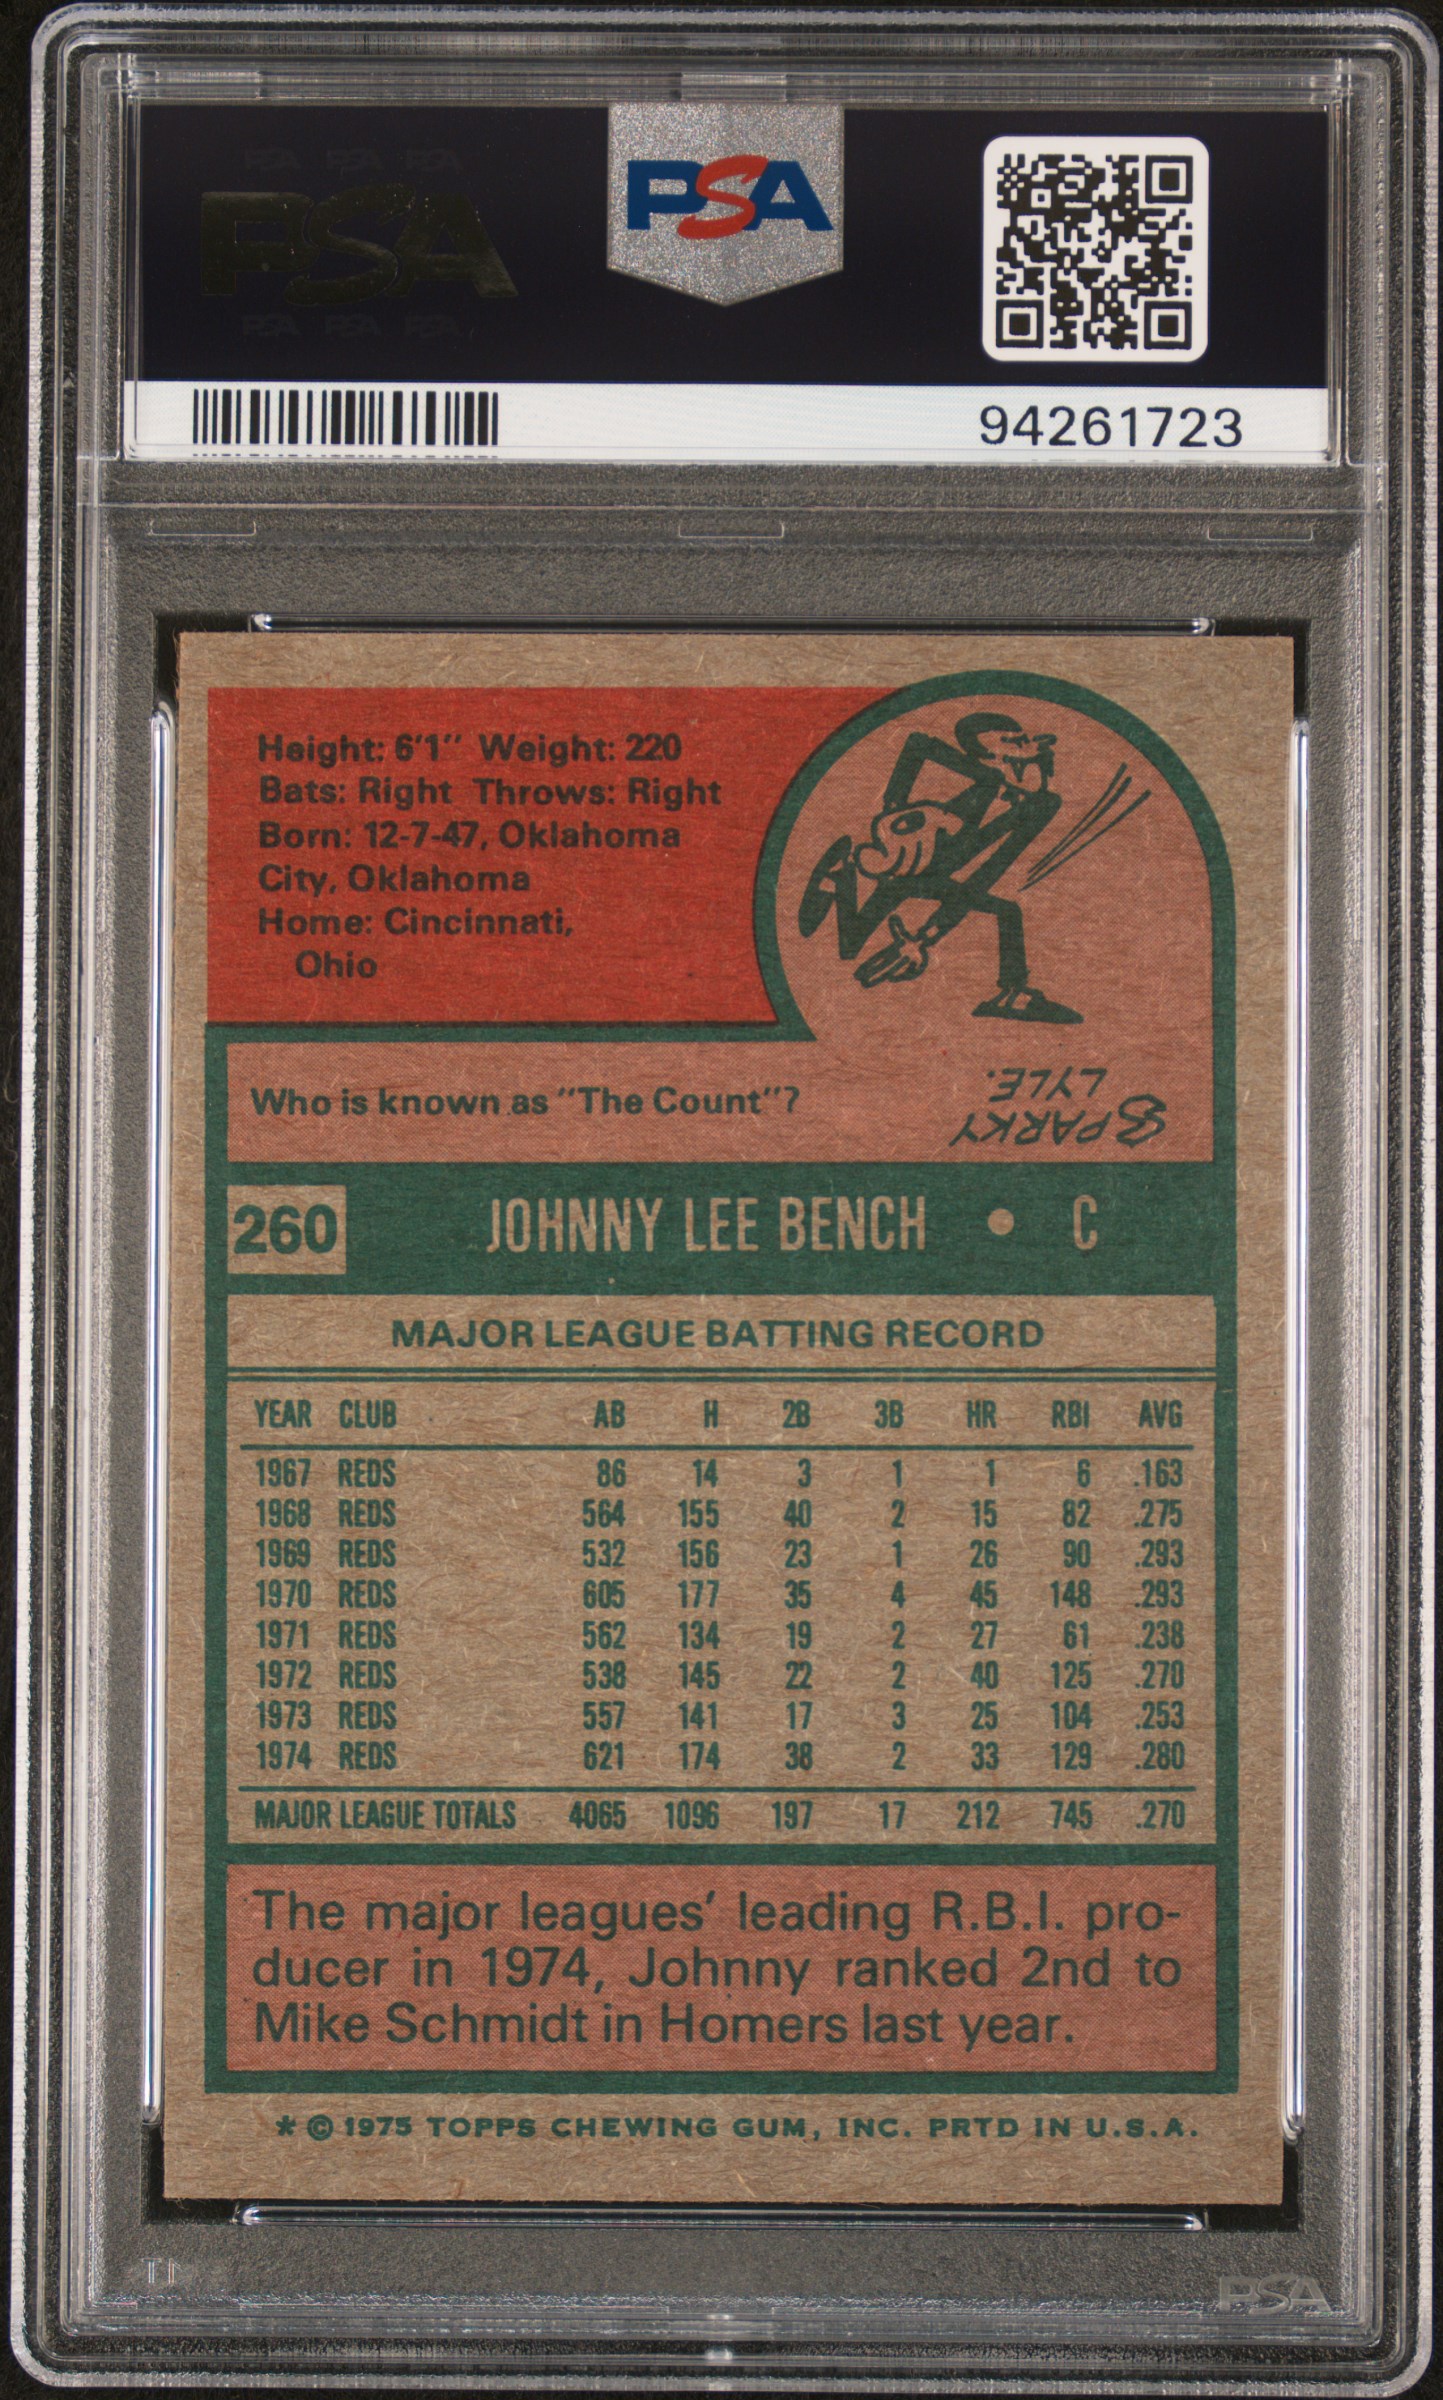 PSA PSA PSA
PSA
PSA PSA PSA
PSA
94261723
Height: 6'1" Weight: 220
Bats: Right Throws: Right
Born: 12-7-47, Oklahoma
City, Oklahoma
Home: Cincinnati,
Ohio
Who is known as "The Count"?
SPARKY
LYLE.
260 JOHNNY LEE BENCH • C
MAJOR LEAGUE BATTING RECORD
YEAR CLUB AB H 2B 3B HR RBI AVG
1967 REDS 86 14 3 1 1 6 .163
1968 REDS 564 155 40 2 15 82 .275
1969 REDS 532 156 23 1 26 90 .293
1970 REDS 605 177 35 4 45 148 .293
1971 REDS 562 134 19 2 27 61 .238
1972 REDS 538 145 22 2 40 125 .270
1973 REDS 557 141 17 3 25 104 .253
1974 REDS 621 174 38 2 33 129 .280
MAJOR LEAGUE TOTALS 4065 1096 197 17 212 745 .270
The major leagues' leading R.B.I. pro-
ducer in 1974, Johnny ranked 2nd to
Mike Schmidt in Homers last year.
* © 1975 TOPPS CHEWING GUM, INC. PRTD IN U.S.A.
PSA